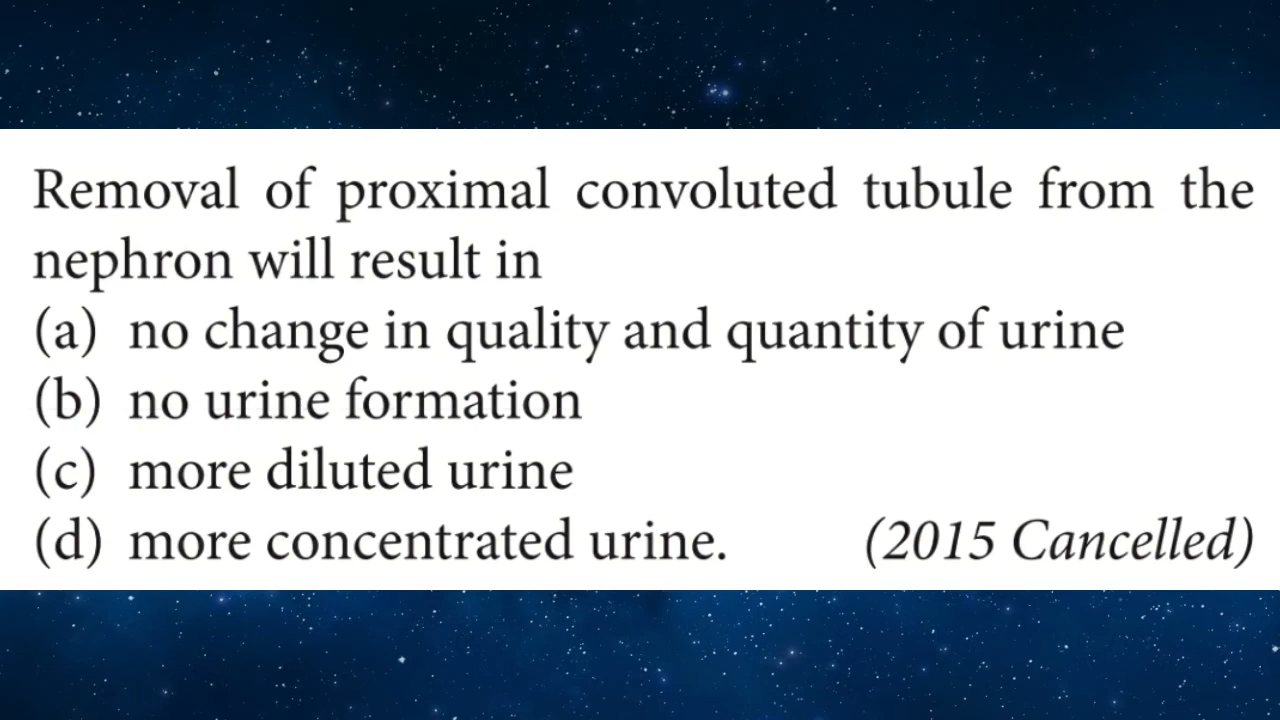 Removal of proximal convoluted tubule from the
nephron will result in
(a) no change in quality and quantity of urine
(b) no urine formation
(c) more diluted urine
(d) more concentrated urine. (2015 Cancelled)